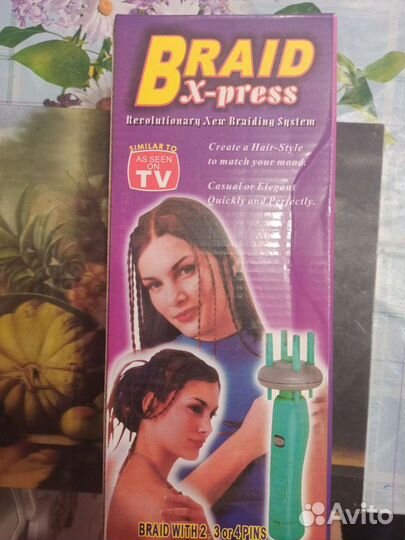 BRAID
X-press
Revolutionary New Braiding System
SIMILAR TO
AS SEEN
ON
TV
Create a Hair-Style
to match your mood.
Casual or Elegant
Quickly and Perfectly.
BRAID WITH 2, 3 or 4 PINS
Avito